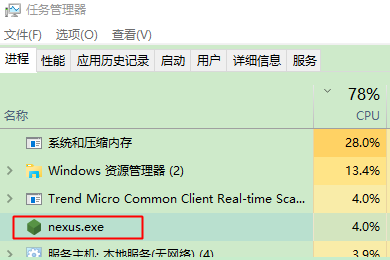 任务管理器
文件(F) 选项(O) 查看(V)
进程 性能 应用历史记录 启动 用户 详细信息 服务
78%
名称 CPU
系统和压缩内存 28.0%
Windows 资源管理器 (2) 13.4%
Trend Micro Common Client Real-time Sca... 4.0%
nexus.exe 4.0%
服务主机: 本地服务(无网络) (4) 3.9%